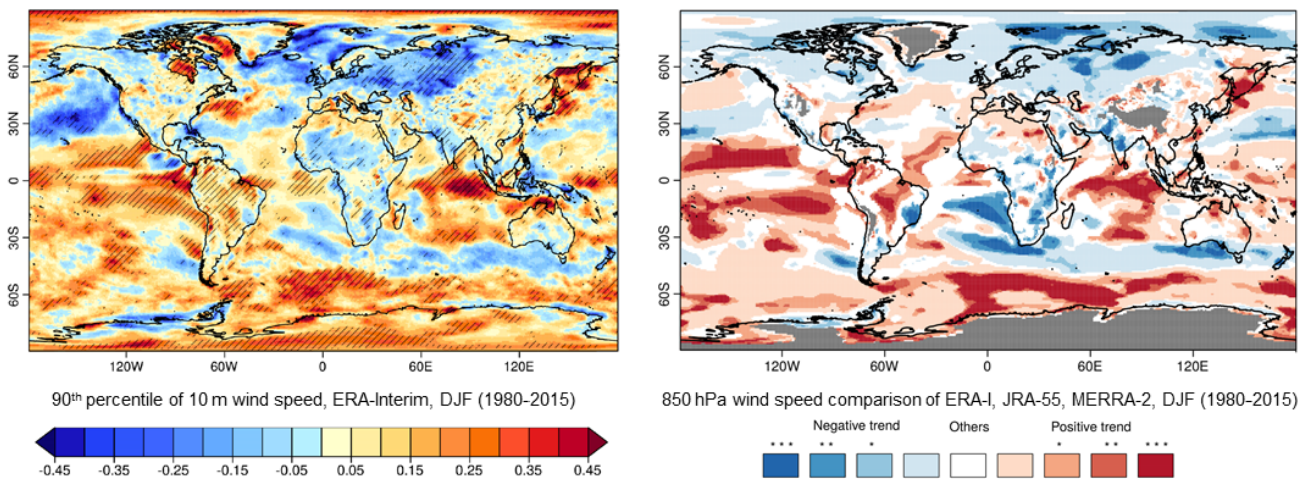 60N
30N
0
30S
60S
120W
60W
0
60E
120E
60N
30N
0
30S
60S
120W
60W
0
60E
120E
90th percentile of 10 m wind speed, ERA-Interim, DJF (1980-2015)
850 hPa wind speed comparison of ERA-I, JRA-55, MERRA-2, DJF (1980-2015)
-0.45 -0.35 -0.25 -0.15 -0.05 0.05 0.15 0.25 0.35 0.45
Negative trend Others Positive trend
*** ** * * ** ***